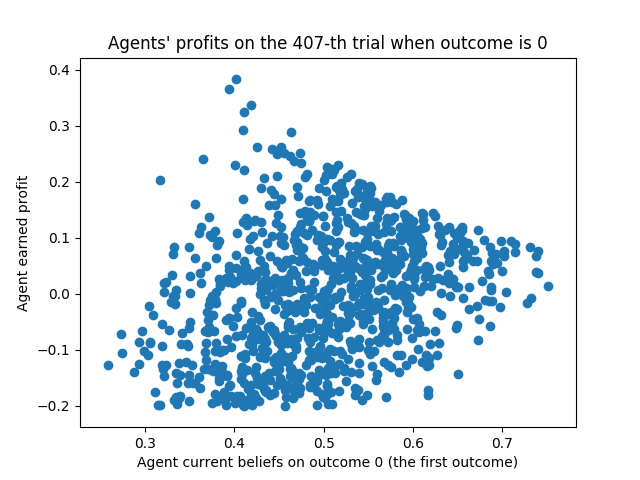 Agents' profits on the 407-th trial when outcome is 0
0.4
0.3
0.2
0.1
0.0
−0.1
−0.2
Agent earned profit
0.3 0.4 0.5 0.6 0.7
Agent current beliefs on outcome 0 (the first outcome)